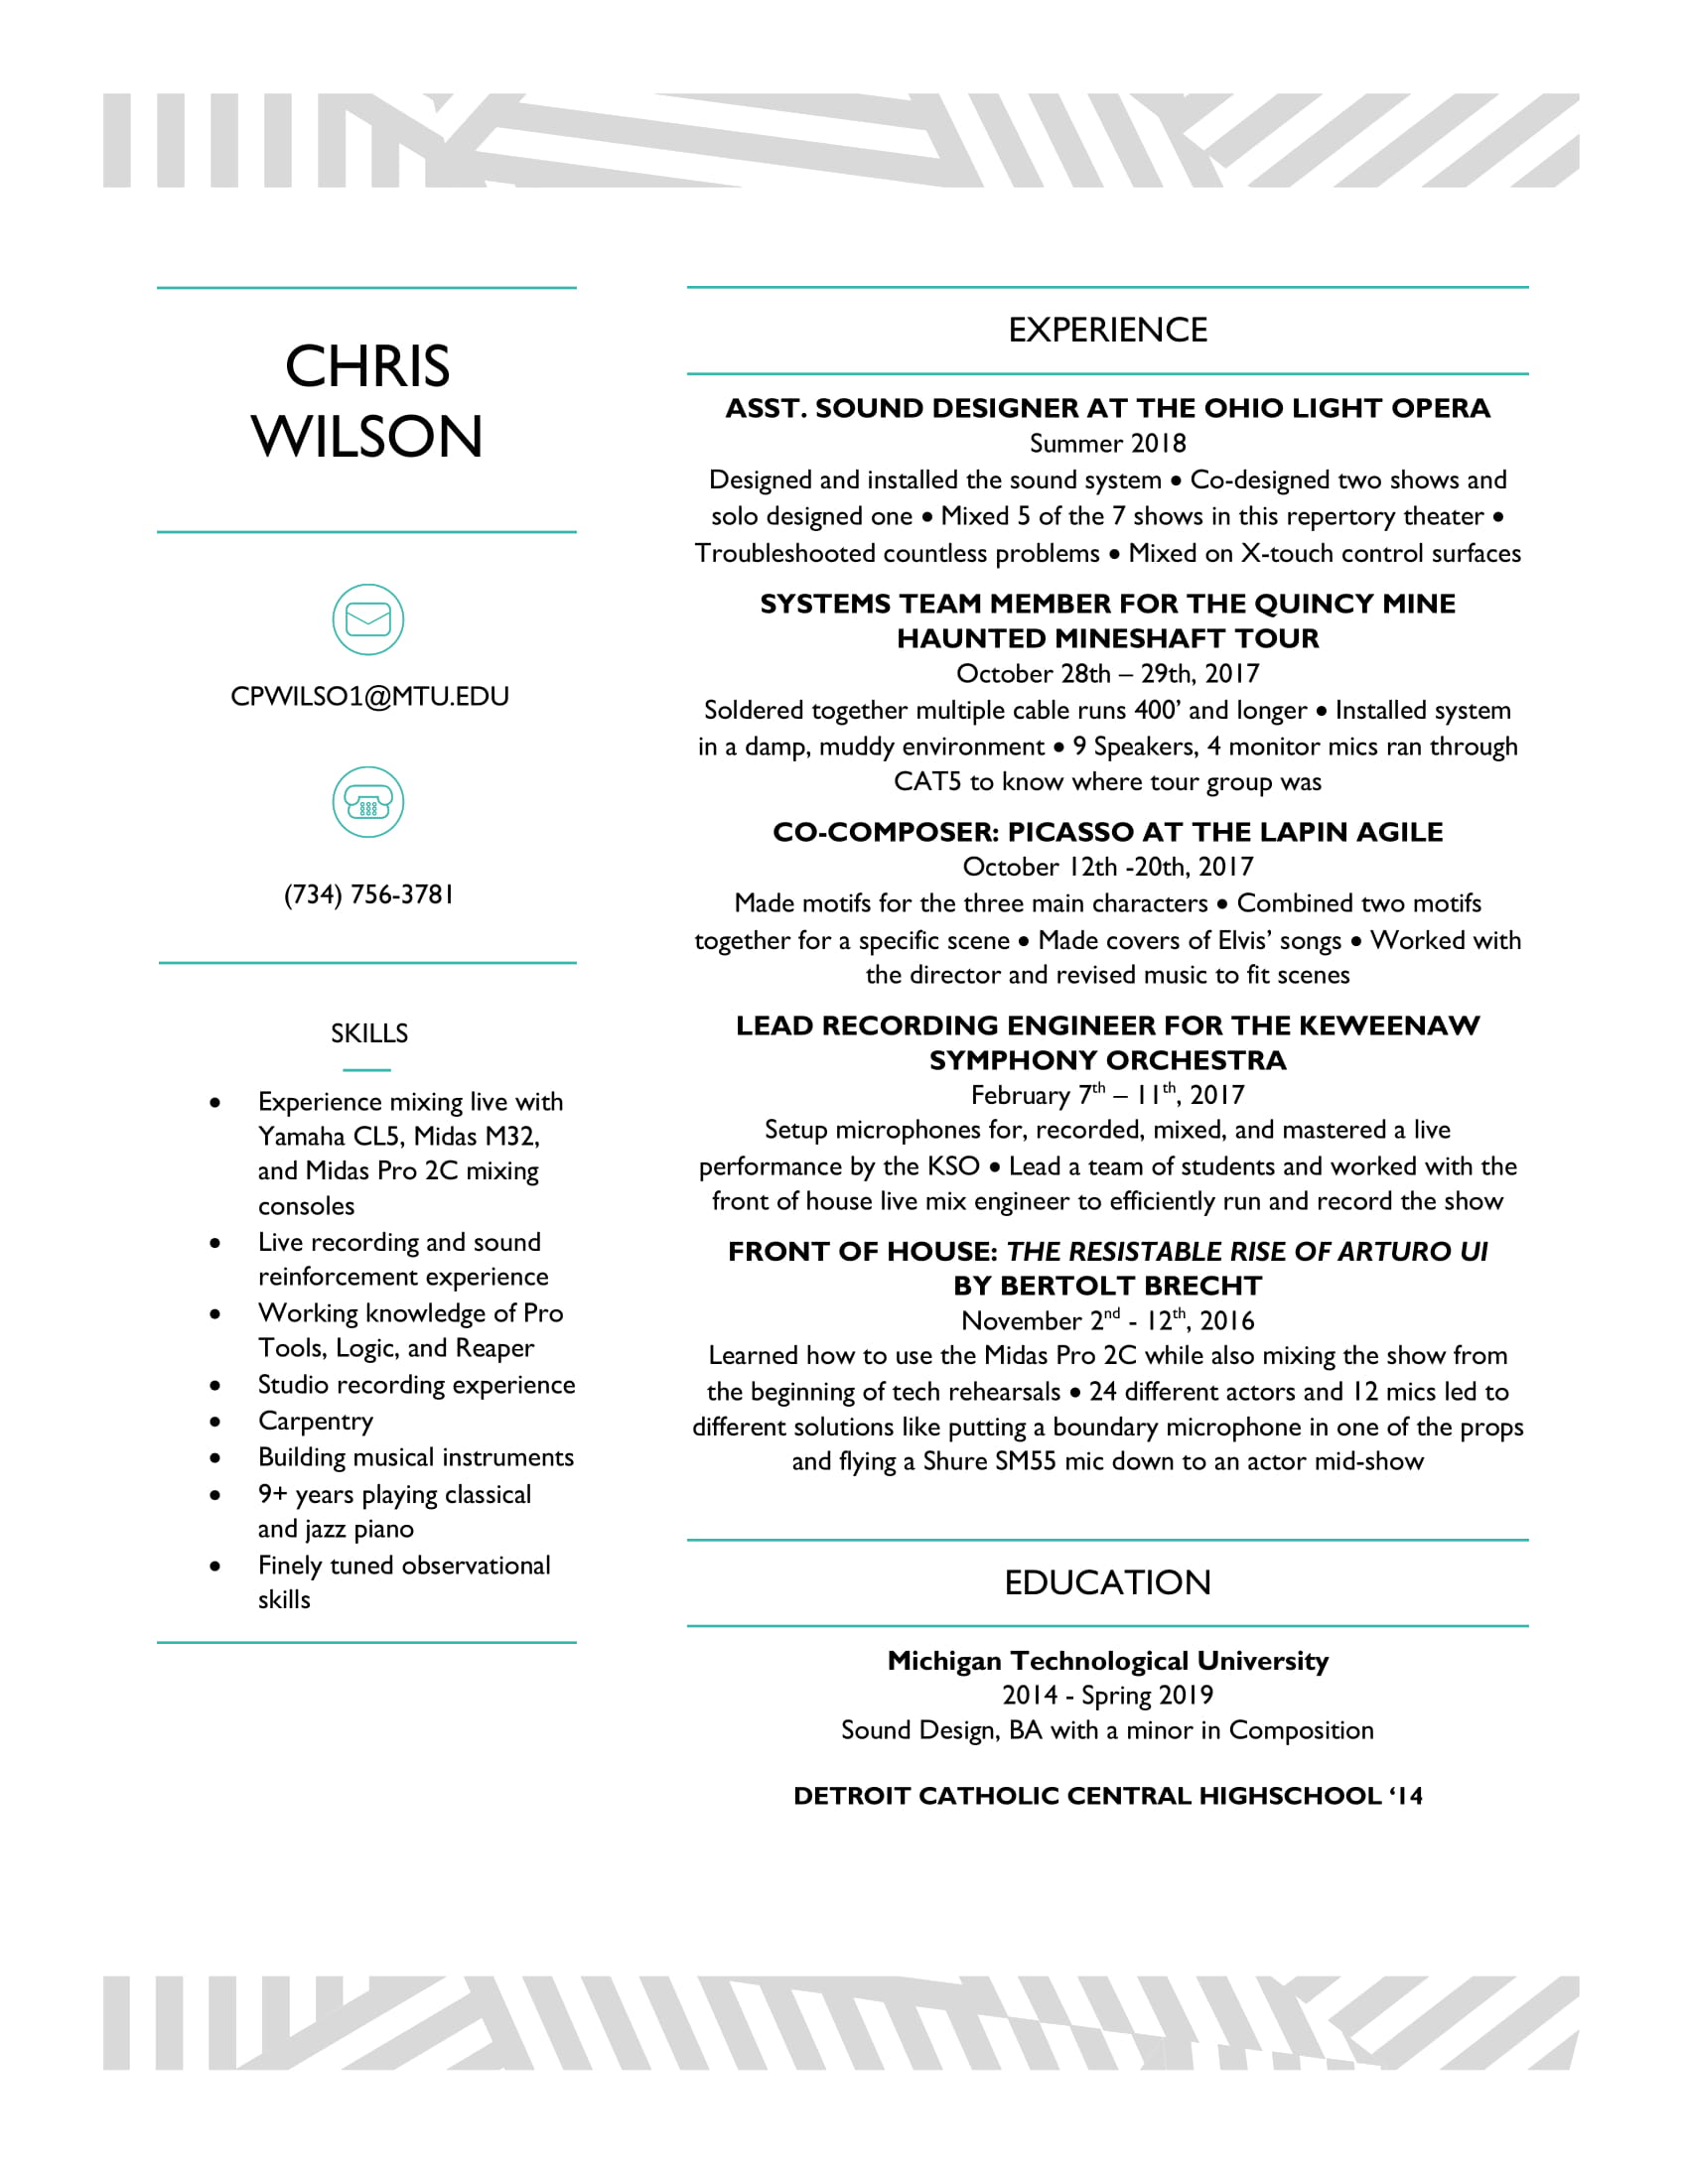 CHRIS
WILSON
CPWILSO1@MTU.EDU
(734) 756-3781
SKILLS
• Experience mixing live with
Yamaha CL5, Midas M32,
and Midas Pro 2C mixing
consoles
• Live recording and sound
reinforcement experience
• Working knowledge of Pro
Tools, Logic, and Reaper
• Studio recording experience
• Carpentry
• Building musical instruments
• 9+ years playing classical
and jazz piano
• Finely tuned observational
skills
EXPERIENCE
ASST. SOUND DESIGNER AT THE OHIO LIGHT OPERA
Summer 2018
Designed and installed the sound system • Co-designed two shows and
solo designed one • Mixed 5 of the 7 shows in this repertory theater •
Troubleshooted countless problems • Mixed on X-touch control surfaces
SYSTEMS TEAM MEMBER FOR THE QUINCY MINE
HAUNTED MINESHAFT TOUR
October 28th – 29th, 2017
Soldered together multiple cable runs 400’ and longer • Installed system
in a damp, muddy environment • 9 Speakers, 4 monitor mics ran through
CAT5 to know where tour group was
CO-COMPOSER: PICASSO AT THE LAPIN AGILE
October 12th -20th, 2017
Made motifs for the three main characters • Combined two motifs
together for a specific scene • Made covers of Elvis’ songs • Worked with
the director and revised music to fit scenes
LEAD RECORDING ENGINEER FOR THE KEWEENAW
SYMPHONY ORCHESTRA
February 7th – 11th, 2017
Setup microphones for, recorded, mixed, and mastered a live
performance by the KSO • Lead a team of students and worked with the
front of house live mix engineer to efficiently run and record the show
FRONT OF HOUSE: THE RESISTABLE RISE OF ARTURO UI
BY BERTOLT BRECHT
November 2nd - 12th, 2016
Learned how to use the Midas Pro 2C while also mixing the show from
the beginning of tech rehearsals • 24 different actors and 12 mics led to
different solutions like putting a boundary microphone in one of the props
and flying a Shure SM55 mic down to an actor mid-show
EDUCATION
Michigan Technological University
2014 - Spring 2019
Sound Design, BA with a minor in Composition
DETROIT CATHOLIC CENTRAL HIGHSCHOOL ‘14